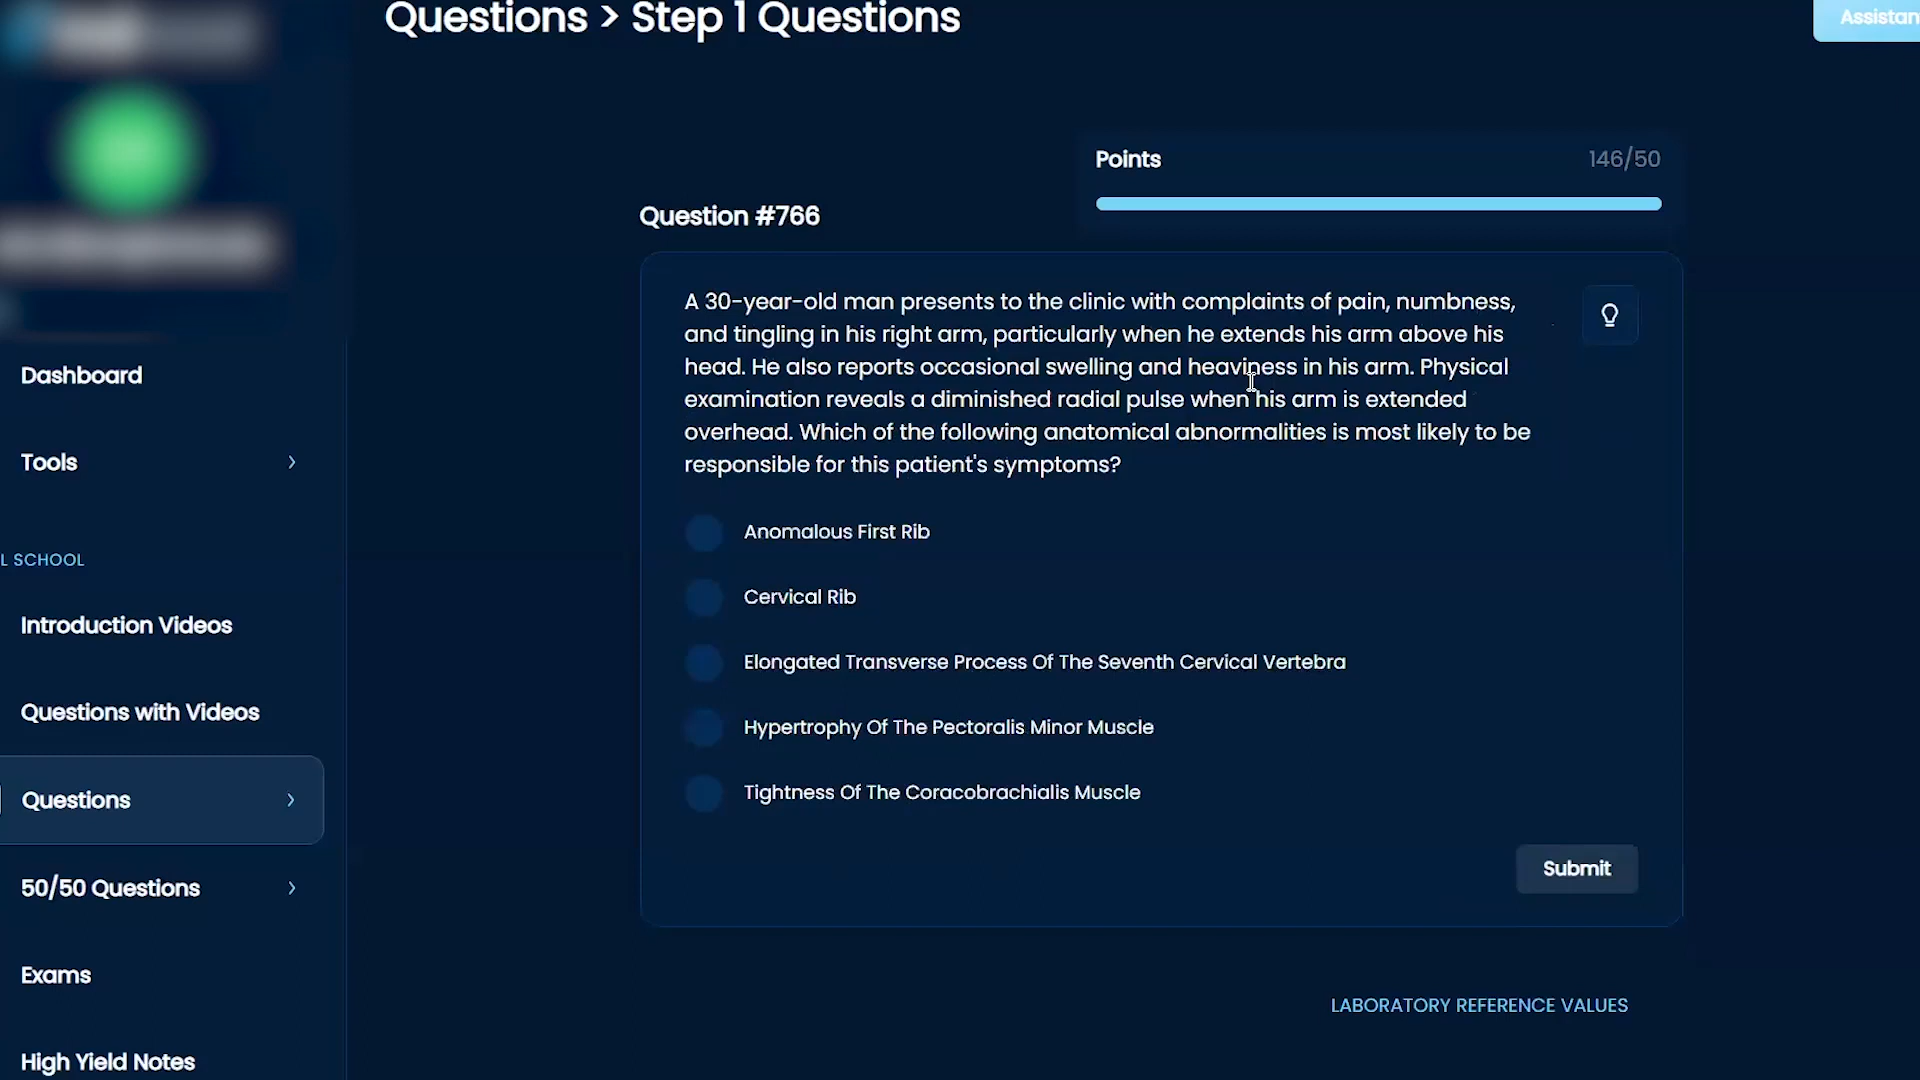 Questions > Step 1 Questions
Assistan
Points
146/50
Question #766
A 30-year-old man presents to the clinic with complaints of pain, numbness,
and tingling in his right arm, particularly when he extends his arm above his
head. He also reports occasional swelling and heaviness in his arm. Physical
examination reveals a diminished radial pulse when his arm is extended
overhead. Which of the following anatomical abnormalities is most likely to be
responsible for this patient's symptoms?
Anomalous First Rib
Cervical Rib
Elongated Transverse Process Of The Seventh Cervical Vertebra
Hypertrophy Of The Pectoralis Minor Muscle
Tightness Of The Coracobrachialis Muscle
Submit
LABORATORY REFERENCE VALUES
Dashboard
Tools
L SCHOOL
Introduction Videos
Questions with Videos
Questions
50/50 Questions
Exams
High Yield Notes